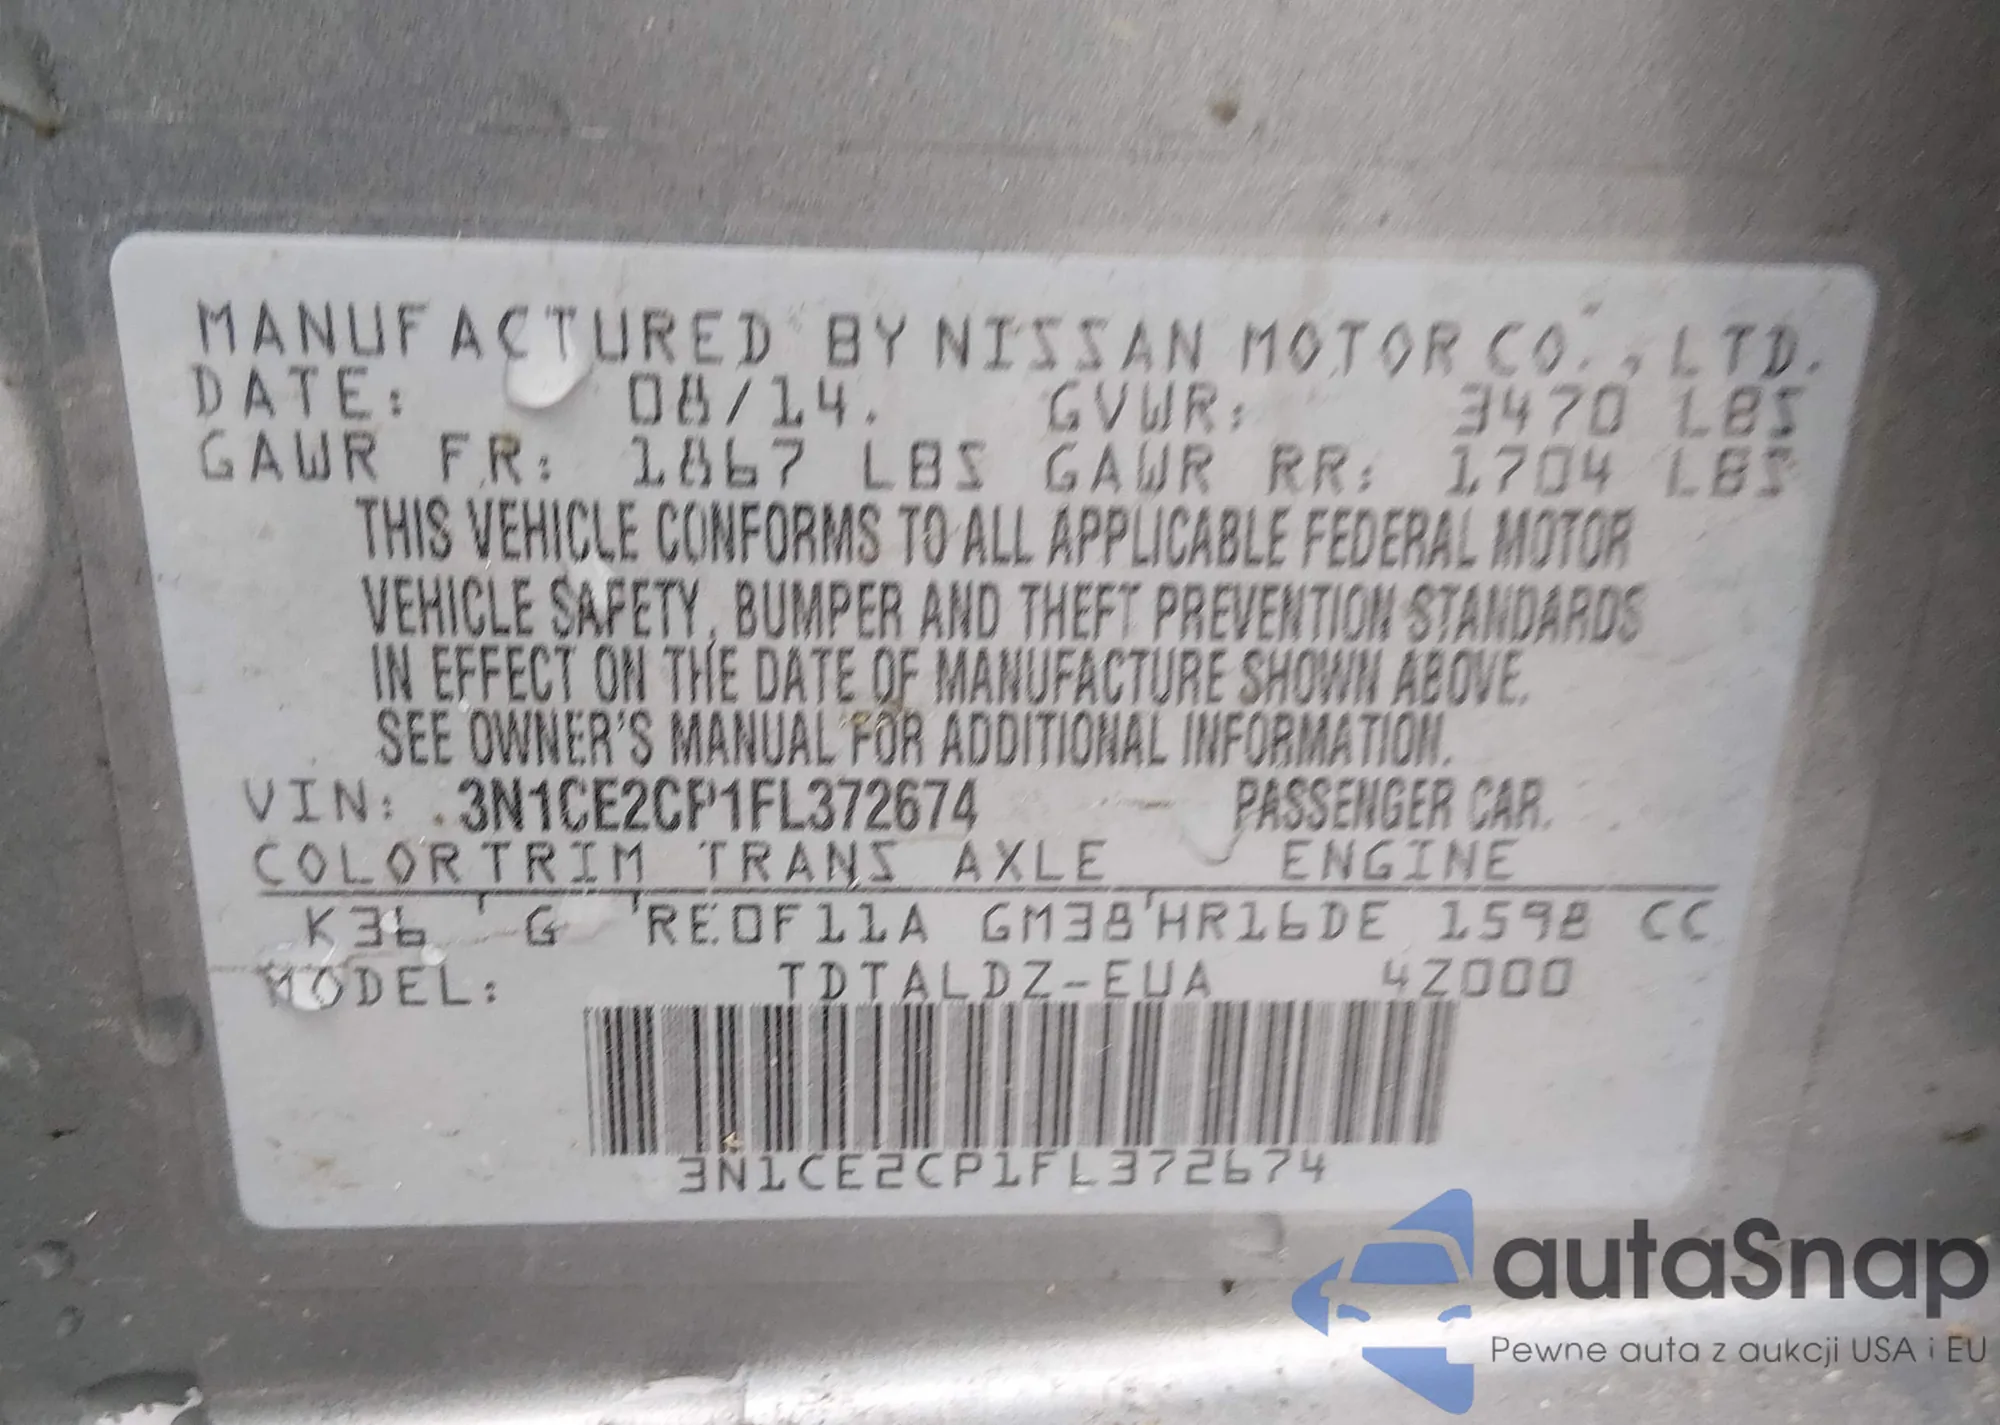 MANUFACTURED BY NISSAN MOTOR CO., LTD.
DATE: 08/14. GVWR: 3470 LBS
GAWR FR: 1867 LBS GAWR RR: 1704 LBS
THIS VEHICLE CONFORMS TO ALL APPLICABLE FEDERAL MOTOR
VEHICLE SAFETY, BUMPER AND THEFT PREVENTION STANDARDS
IN EFFECT ON THE DATE OF MANUFACTURE SHOWN ABOVE.
SEE OWNER'S MANUAL FOR ADDITIONAL INFORMATION.
VIN: 3N1CE2CP1FL372674 PASSENGER CAR.
COLOR TRIM TRANS AXLE ENGINE
K36 G RE0F11A GM38 HR16DE 1598 CC
MODEL: TDTALDZ-EUA 4Z000
3N1CE2CP1FL372674
autaSnap
Pewne auta z aukcji USA i EU